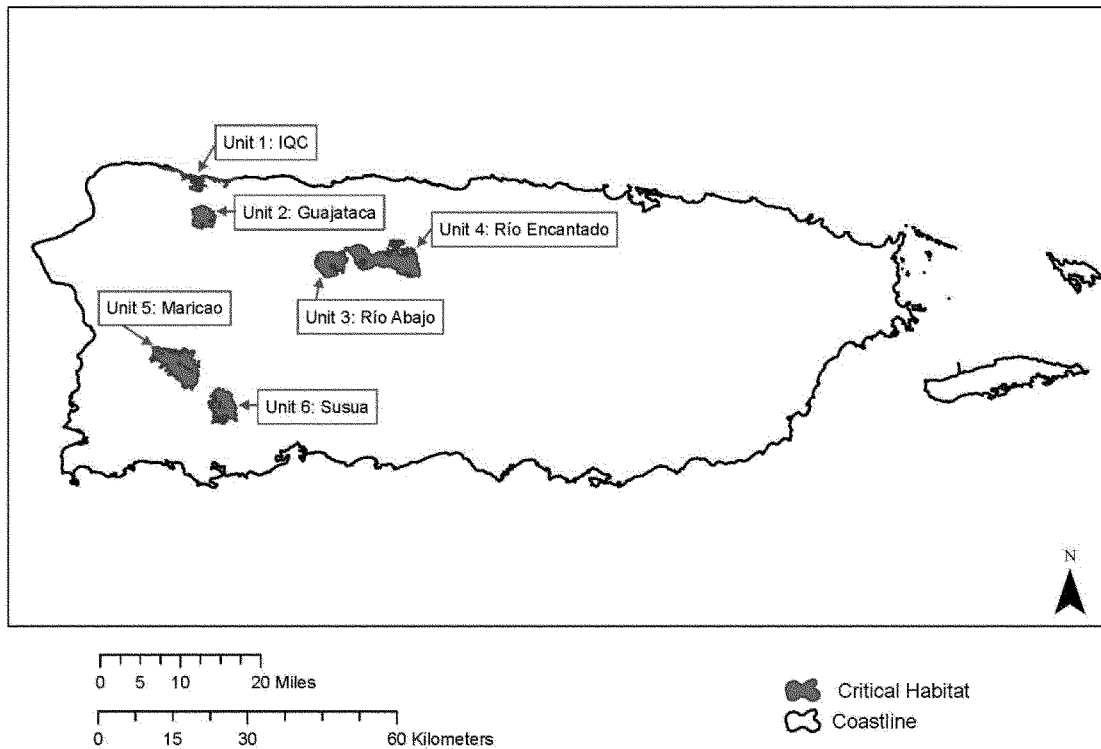 Unit 1: IQC
Unit 2: Guajataca
Unit 4: Río Encantado
Unit 5: Maricao
Unit 3: Río Abajo
Unit 6: Susua
N
0 5 10 20 Miles
0 15 30 60 Kilometers
Critical Habitat
Coastline